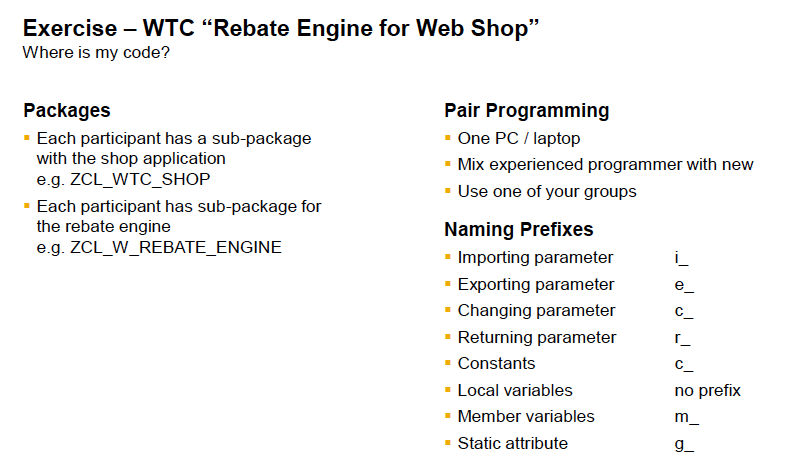 Exercise – WTC “Rebate Engine for Web Shop”
Where is my code?
Packages
Each participant has a sub-package
with the shop application
e.g. ZCL_WTC_SHOP
Each participant has sub-package for
the rebate engine
e.g. ZCL_W_REBATE_ENGINE
Pair Programming
One PC / laptop
Mix experienced programmer with new
Use one of your groups
Naming Prefixes
Importing parameter i_
Exporting parameter e_
Changing parameter c_
Returning parameter r_
Constants c_
Local variables no prefix
Member variables m_
Static attribute g_